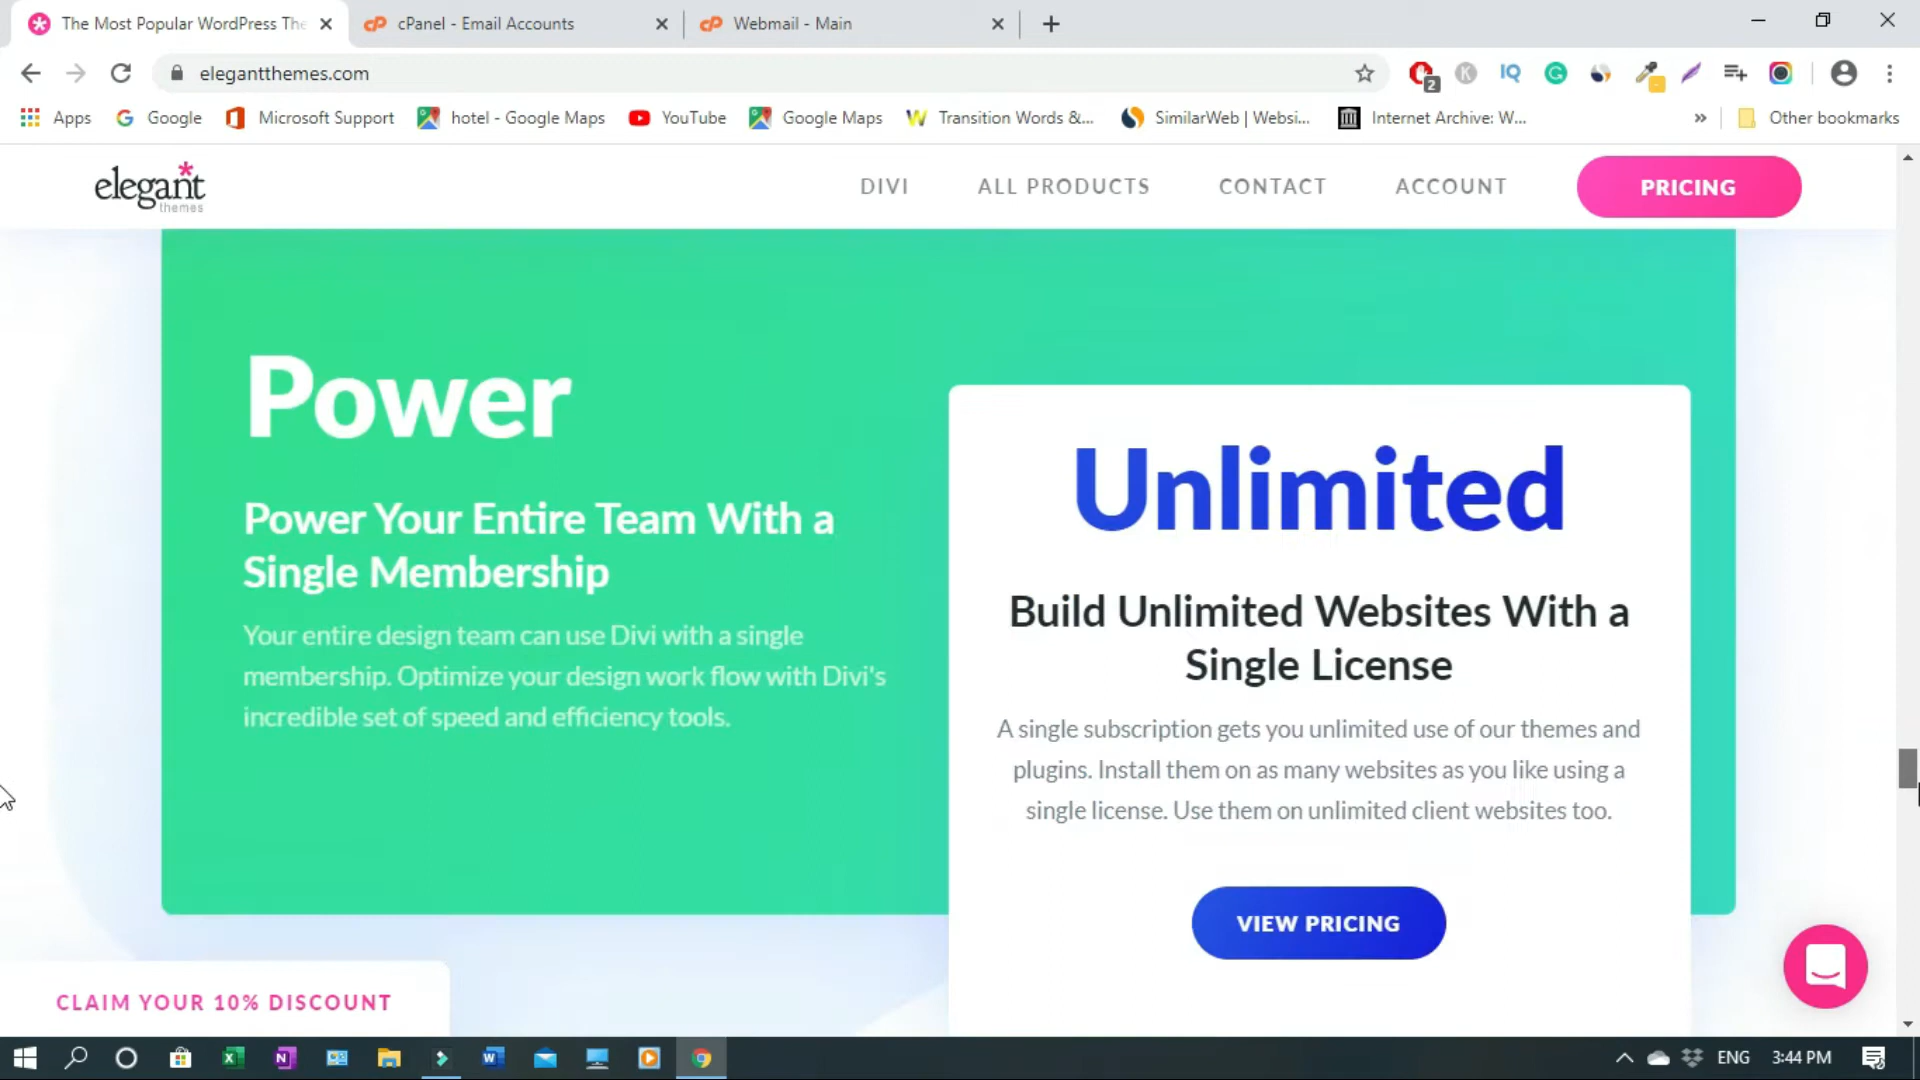 The Most Popular WordPress The
cPanel - Email Accounts
Webmail - Main
elegantthemes.com
2
K
IQ
G
Apps
Google
Microsoft Support
hotel - Google Maps
YouTube
Google Maps
Transition Words &...
SimilarWeb | Websi...
Internet Archive: W...
»
Other bookmarks
elegant
themes
DIVI
ALL PRODUCTS
CONTACT
ACCOUNT
PRICING
Power
Power Your Entire Team With a
Single Membership
Your entire design team can use Divi with a single
membership. Optimize your design work flow with Divi's
incredible set of speed and efficiency tools.
Unlimited
Build Unlimited Websites With a
Single License
A single subscription gets you unlimited use of our themes and
plugins. Install them on as many websites as you like using a
single license. Use them on unlimited client websites too.
VIEW PRICING
CLAIM YOUR 10% DISCOUNT
ENG
3:44 PM